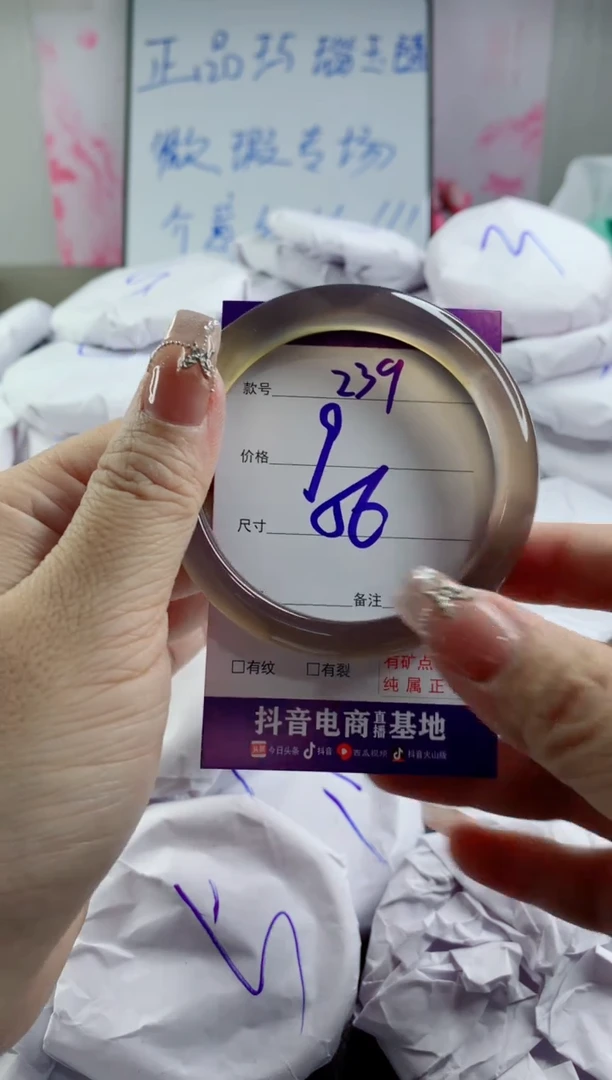 正品玛瑙玉髓
微瑕专场
款号 239
价格 9
尺寸 56
备注
□有纹 □有裂
有矿点
纯属正
抖音电商直播基地
今日头条 抖音 西瓜视频 抖音火山版